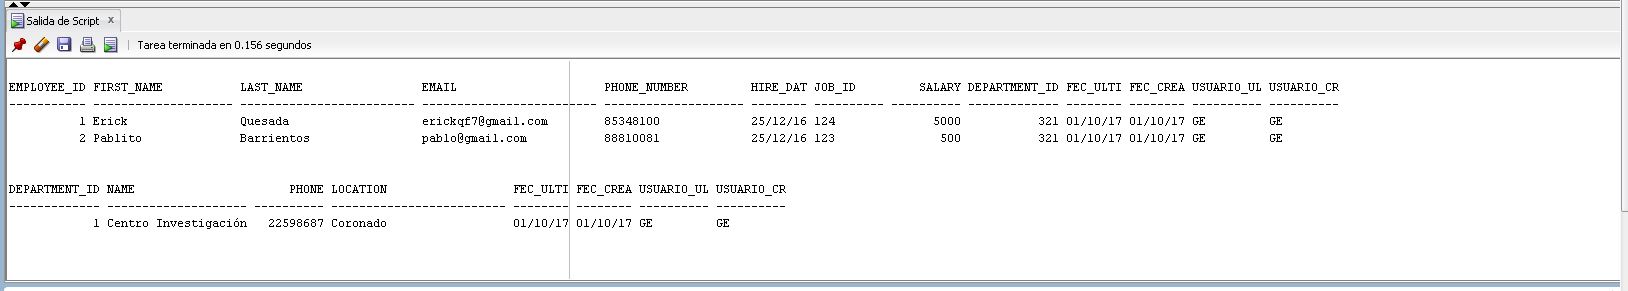 Salida de Script x
Tarea terminada en 0.156 segundos
EMPLOYEE_ID FIRST_NAME LAST_NAME EMAIL PHONE_NUMBER HIRE_DAT JOB_ID SALARY DEPARTMENT_ID FEC_ULTI FEC_CREA USUARIO_UL USUARIO_CR
----------- -------------------- ------------------------- ------------------------- -------------------- -------- ---------- ---------- ------------- -------- -------- ---------- ----------
1 Erick Quesada erickqf7@gmail.com 85348100 25/12/16 124 5000 321 01/10/17 01/10/17 GE GE
2 Pablito Barrientos pablo@gmail.com 88810081 25/12/16 123 500 321 01/10/17 01/10/17 GE GE
DEPARTMENT_ID NAME PHONE LOCATION FEC_ULTI FEC_CREA USUARIO_UL USUARIO_CR
------------- -------------------- ---------- ------------------------- -------- -------- ---------- ----------
1 Centro Investigación 22598687 Coronado 01/10/17 01/10/17 GE GE